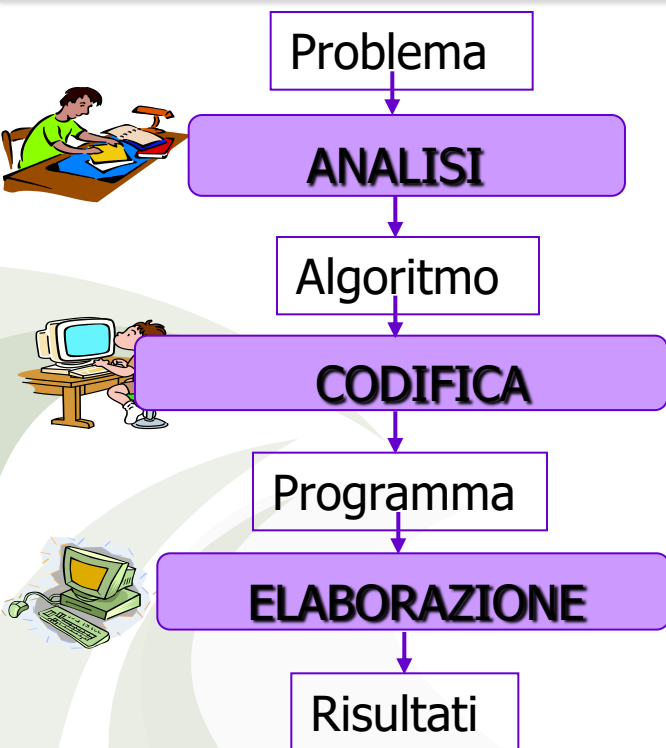 Problema
ANALISI
Algoritmo
CODIFICA
Programma
ELABORAZIONE
Risultati